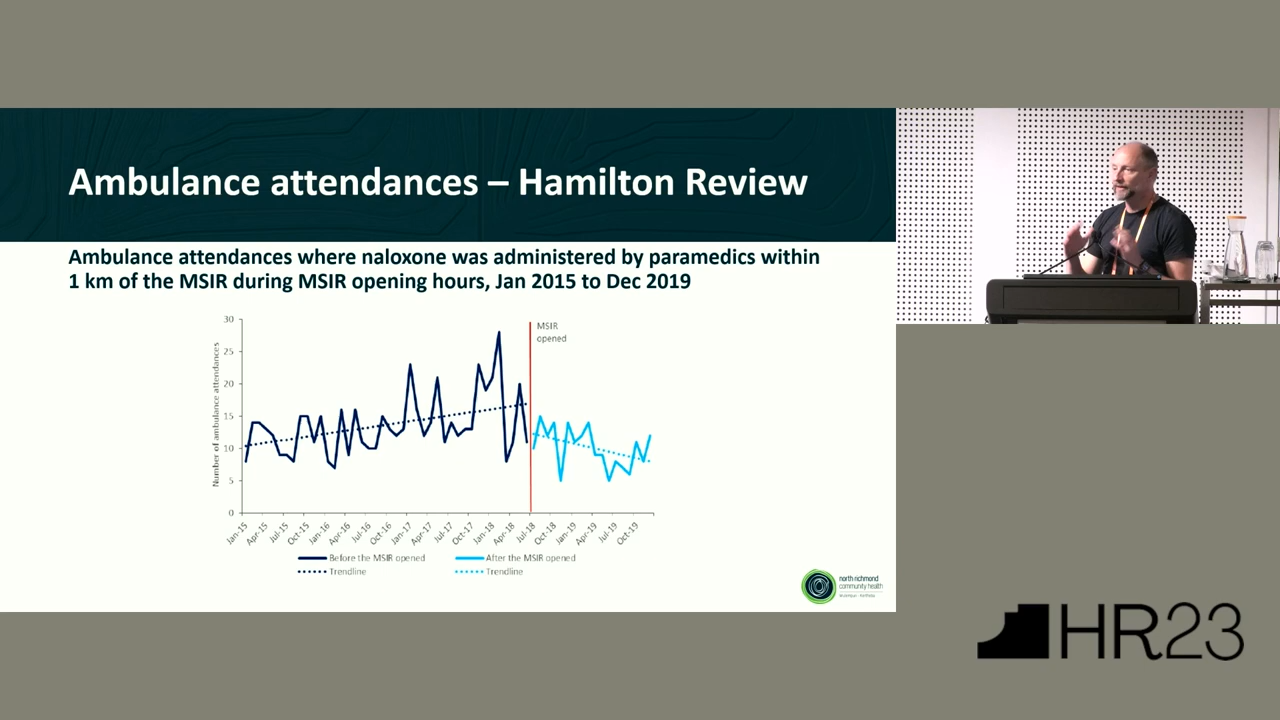 Ambulance attendances – Hamilton Review
Ambulance attendances where naloxone was administered by paramedics within
1 km of the MSIR during MSIR opening hours, Jan 2015 to Dec 2019
Number of ambulance attendances
30
25
20
15
10
5
0
MSIR
opened
Jan-15
Apr-15
Jul-15
Oct-15
Jan-16
Apr-16
Jul-16
Oct-16
Jan-17
Apr-17
Jul-17
Oct-17
Jan-18
Apr-18
Jul-18
Oct-18
Jan-19
Apr-19
Jul-19
Oct-19
Before the MSIR opened
After the MSIR opened
Trendline
Trendline
north richmond
community health
HR23